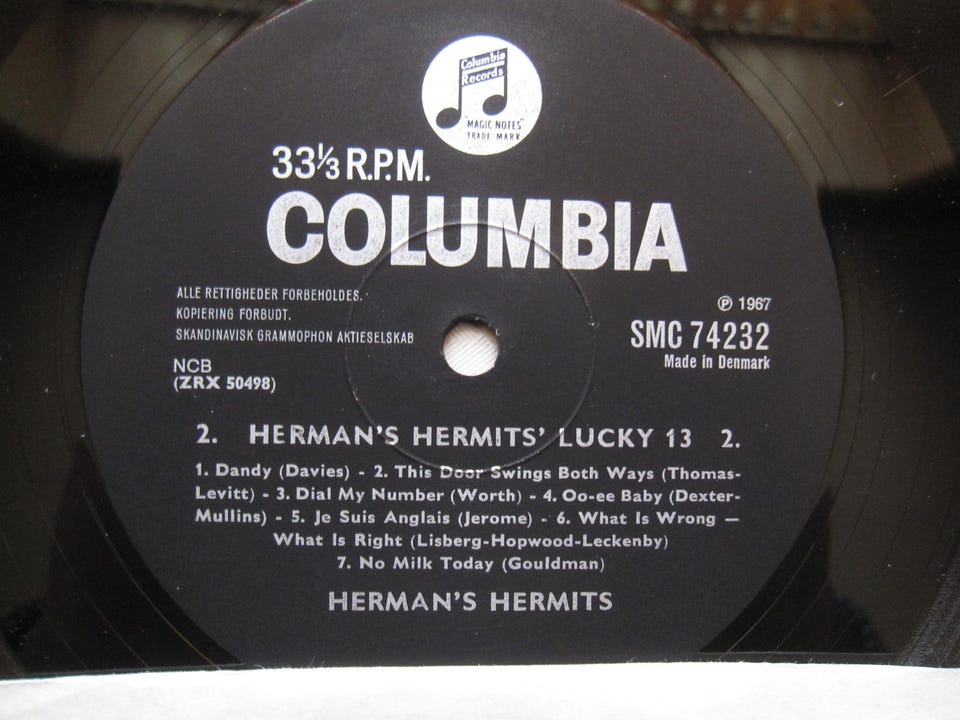 Columbia
Records
"MAGIC NOTES"
TRADE MARK
33⅓ R.P.M.
COLUMBIA
ALLE RETTIGHEDER FORBEHOLDES.
KOPIERING FORBUDT.
SKANDINAVISK GRAMMOPHON AKTIESELSKAB
℗ 1967
SMC 74232
Made in Denmark
NCB
(ZRX 50498)
2. HERMAN'S HERMITS' LUCKY 13 2.
1. Dandy (Davies) - 2. This Door Swings Both Ways (Thomas-
Levitt) - 3. Dial My Number (Worth) - 4. Oo-ee Baby (Dexter-
Mullins) - 5. Je Suis Anglais (Jerome) - 6. What Is Wrong —
What Is Right (Lisberg-Hopwood-Leckenby)
7. No Milk Today (Gouldman)
HERMAN'S HERMITS